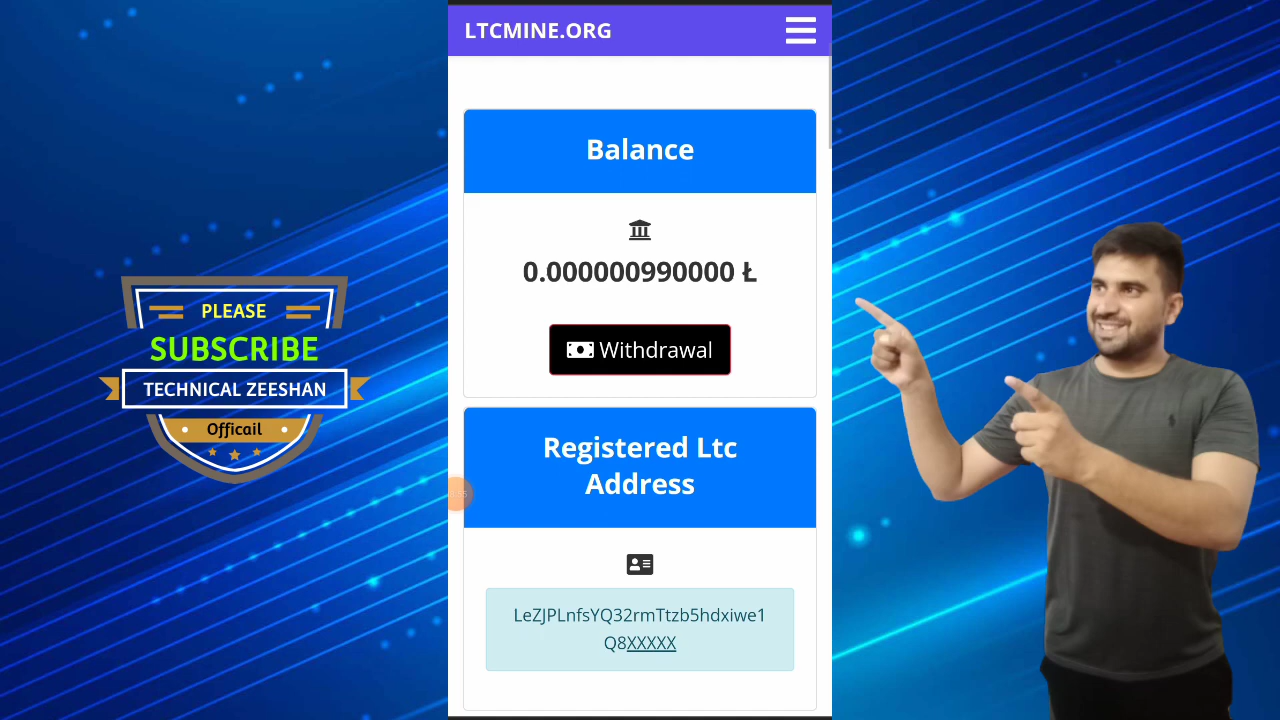 LTCMINE.ORG
Balance
0.000000990000 Ł
Withdrawal
Registered Ltc
Address
LeZJPLnfsYQ32rmTtzb5hdxiwe1
Q8XXXXX
PLEASE
SUBSCRIBE
TECHNICAL ZEESHAN
Officail